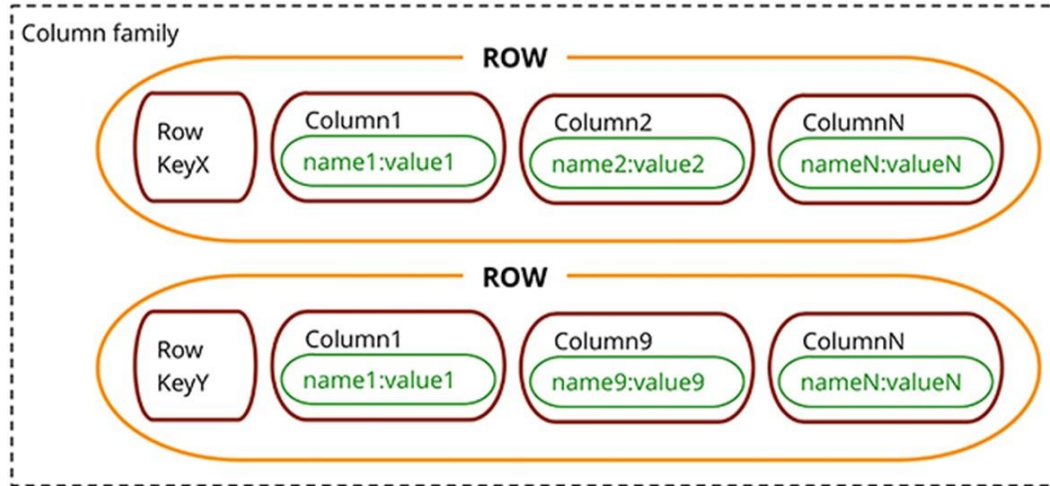 Column family
ROW
Row
KeyX
Column1
name1:value1
Column2
name2:value2
ColumnN
nameN:valueN
ROW
Row
KeyY
Column1
name1:value1
Column9
name9:value9
ColumnN
nameN:valueN